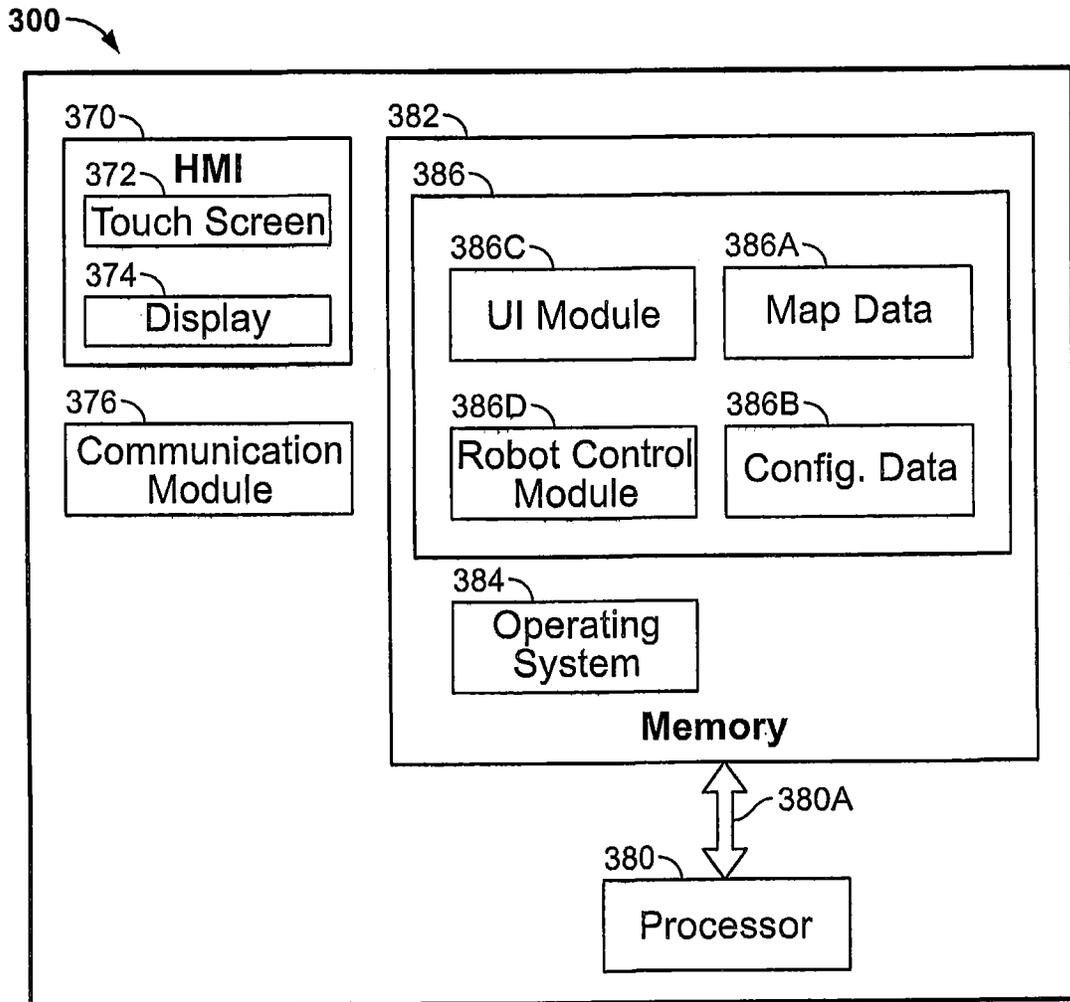 300
370
HMI
372
Touch Screen
374
Display
376
Communication
Module
382
386
386C
UI Module
386A
Map Data
386D
Robot Control
Module
386B
Config. Data
384
Operating
System
Memory
380A
380
Processor